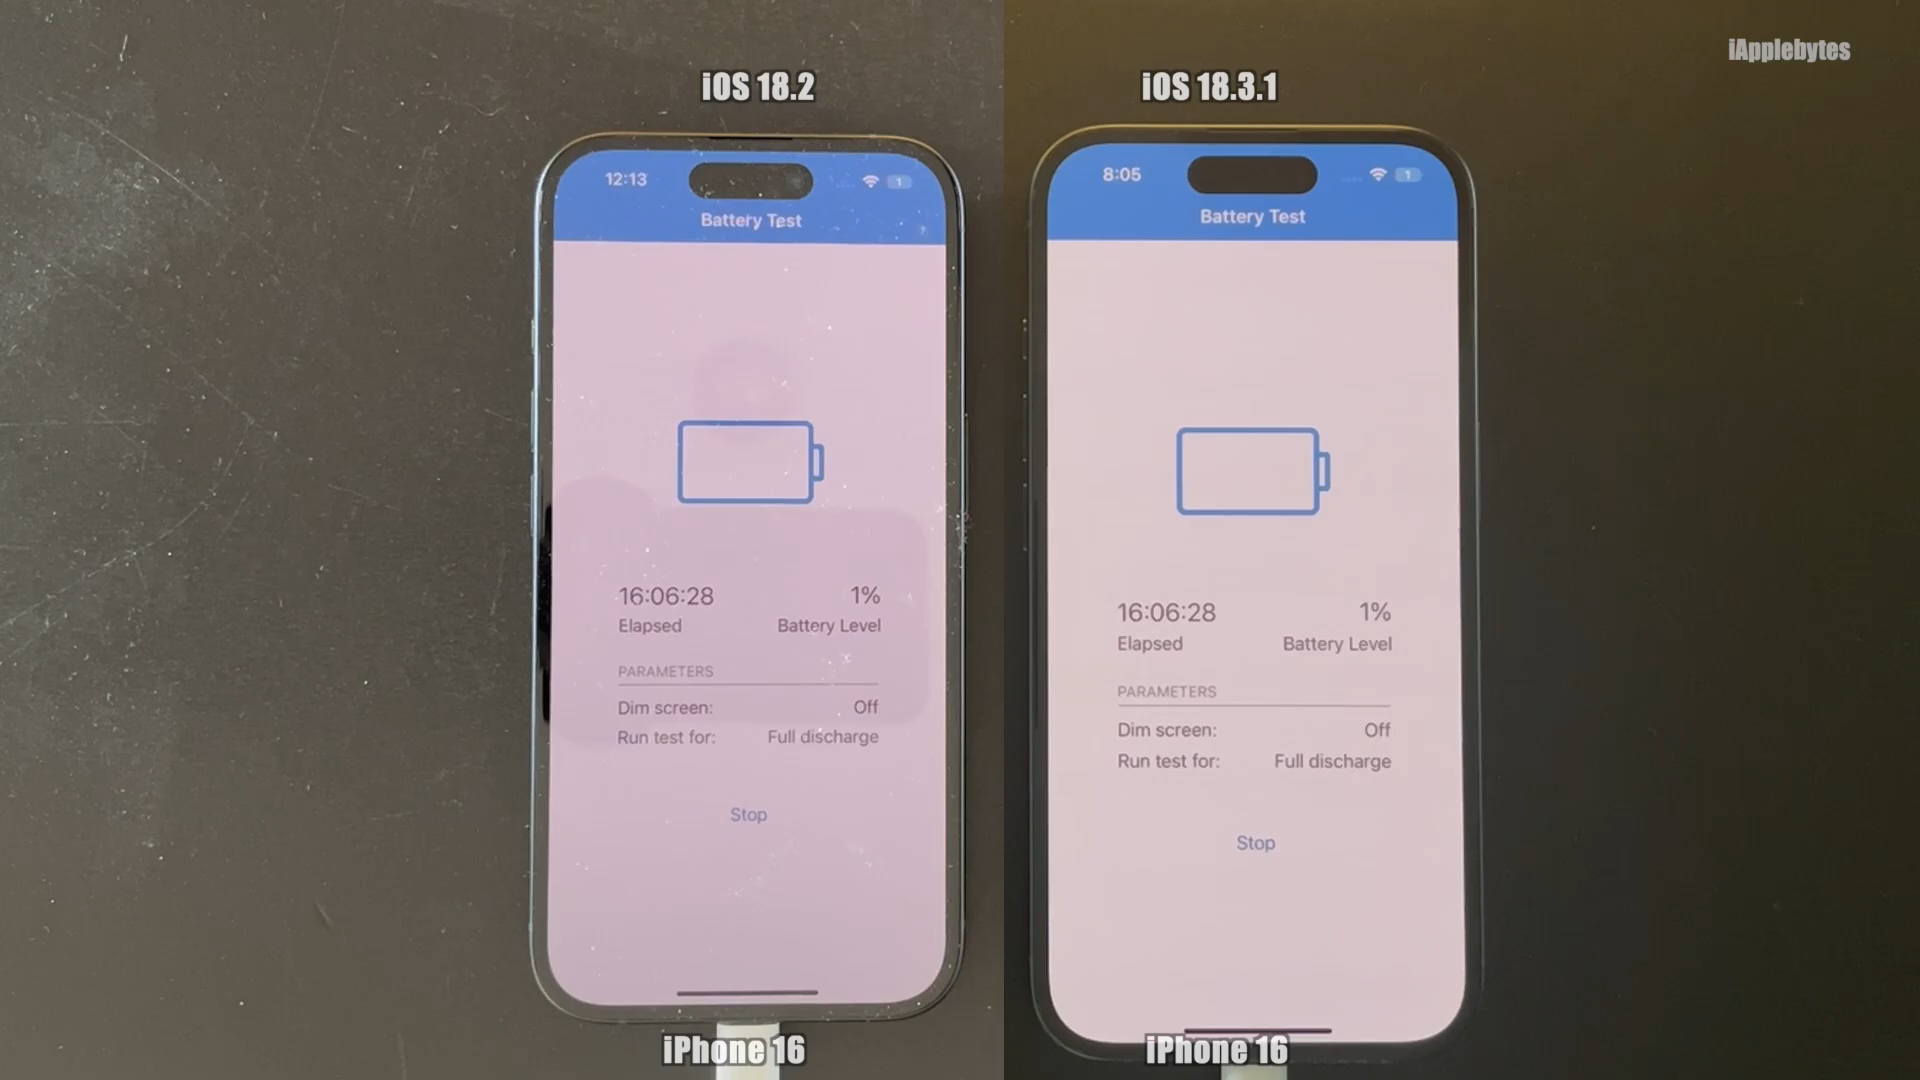 iApplebytes
iOS 18.2
12:13
1
Battery Test
16:06:28
1%
Elapsed
Battery Level
PARAMETERS
Dim screen:
Off
Run test for:
Full discharge
Stop
iPhone 16
iOS 18.3.1
8:05
1
Battery Test
16:06:28
1%
Elapsed
Battery Level
PARAMETERS
Dim screen:
Off
Run test for:
Full discharge
Stop
iPhone 16